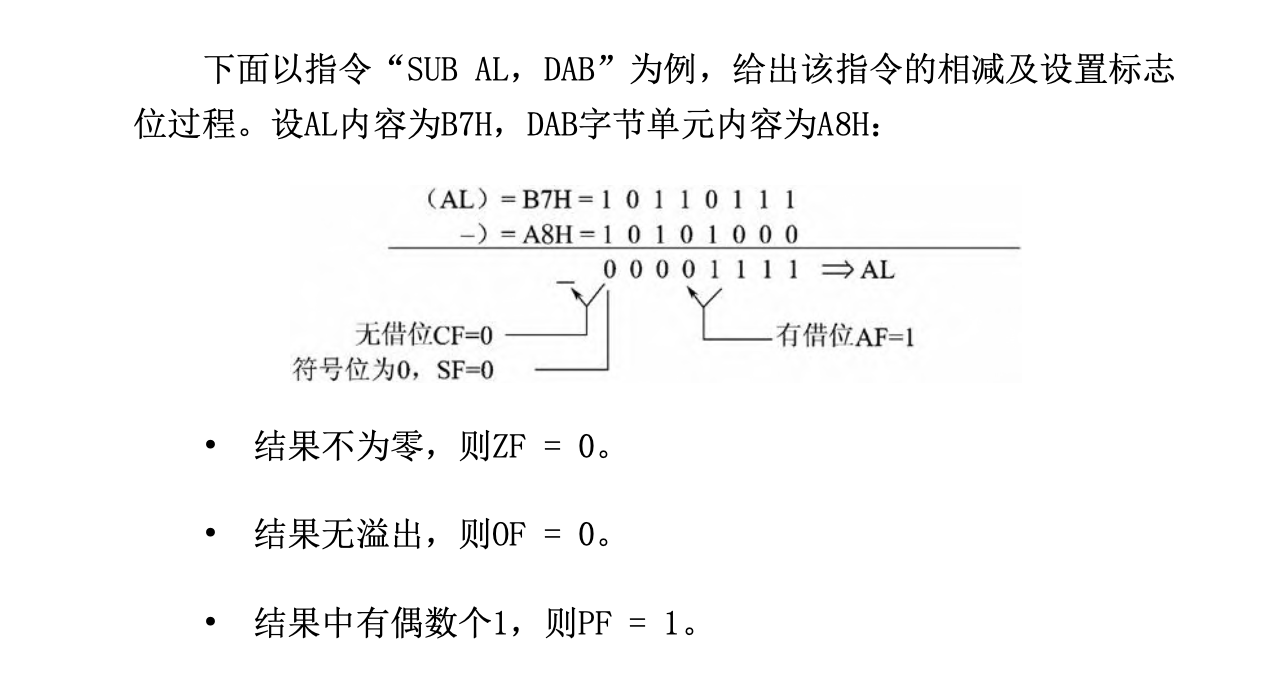 下面以指令“SUB AL，DAB”为例，给出该指令的相减及设置标志
位过程。设AL内容为B7H，DAB字节单元内容为A8H：
（AL）=B7H=1 0 1 1 0 1 1 1
－）=A8H=1 0 1 0 1 0 0 0
0 0 0 0 1 1 1 1 ⇒AL
无借位CF=0
有借位AF=1
符号位为0，SF=0
• 结果不为零，则ZF = 0。
• 结果无溢出，则OF = 0。
• 结果中有偶数个1，则PF = 1。